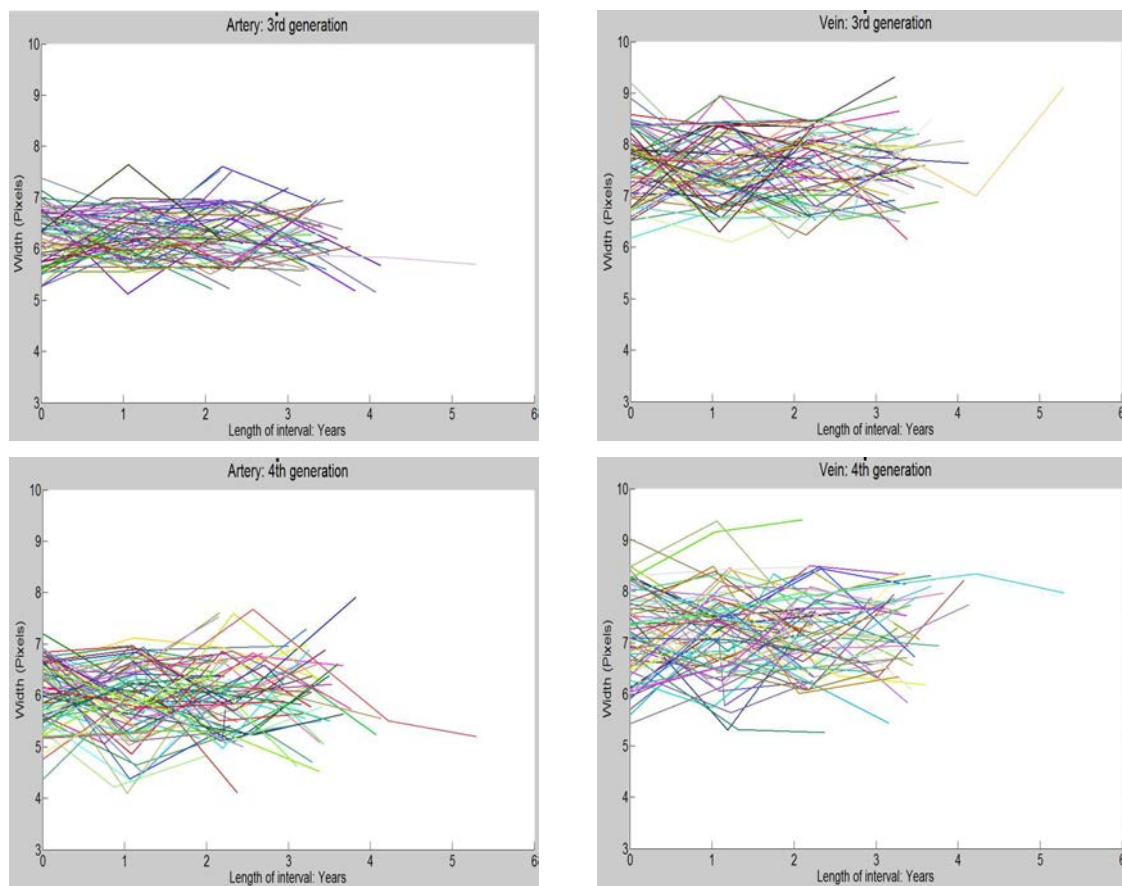 Artery: 3rd generation
10
9
8
7
6
5
4
3
Width (Pixels)
0 1 2 3 4 5 6
Length of interval: Years
Vein: 3rd generation
10
9
8
7
6
5
4
3
Width (Pixels)
0 1 2 3 4 5 6
Length of interval: Years
Artery: 4th generation
10
9
8
7
6
5
4
3
Width (Pixels)
0 1 2 3 4 5 6
Length of interval: Years
Vein: 4th generation
10
9
8
7
6
5
4
3
Width (Pixels)
0 1 2 3 4 5 6
Length of interval: Years